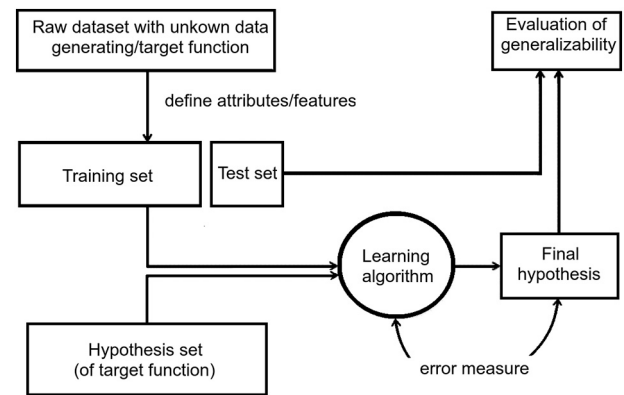 Raw dataset with unkown data
generating/target function
Evaluation of
generalizability
define attributes/features
Training set
Test set
Learning
algorithm
Final
hypothesis
Hypothesis set
(of target function)
error measure